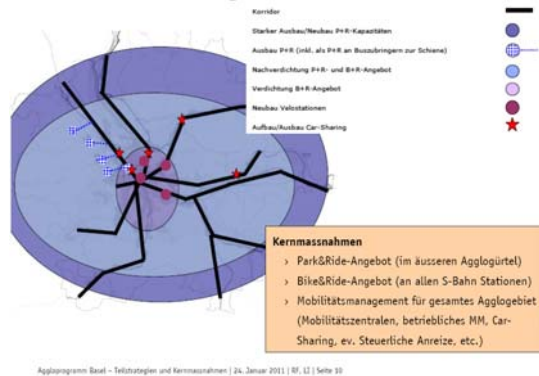 Korridor
Starker Ausbau/Neubau P+R-Kapazitäten
Ausbau P+R (inkl. als P+R an Buszubringern zur Schiene)
Nachverdichtung P+R- und B+R-Angebot
Verdichtung B+R-Angebot
Neubau Velostationen
Aufbau/Ausbau Car-Sharing
Kernmassnahmen
› Park&Ride-Angebot (im äusseren Agglogürtel)
› Bike&Ride-Angebot (an allen S-Bahn Stationen)
› Mobilitätsmanagement für gesamtes Agglogebiet
(Mobilitätszentralen, betriebliches MM, Car-
Sharing, ev. Steuerliche Anreize, etc.)
Aggloprogramm Basel – Teilstrategien und Kernmassnahmen | 24. Januar 2011 | RF, LI | Seite 10